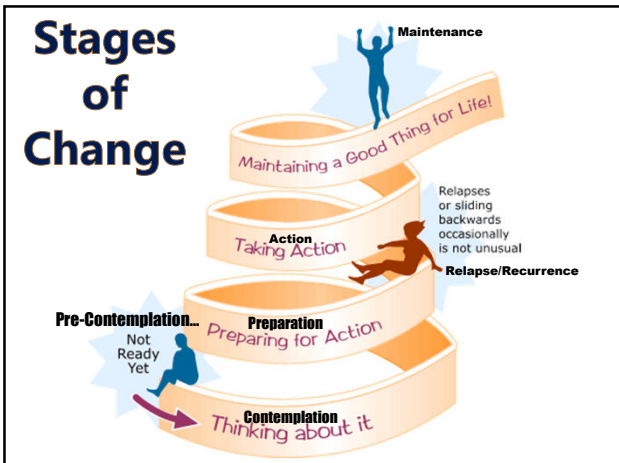 Stages
of
Change
Maintenance
Maintaining a Good Thing for Life!
Relapses
or sliding
backwards
occasionally
is not unusual
Action
Taking Action
Relapse/Recurrence
Pre-Contemplation...
Not
Ready
Yet
Preparation
Preparing for Action
Contemplation
Thinking about it